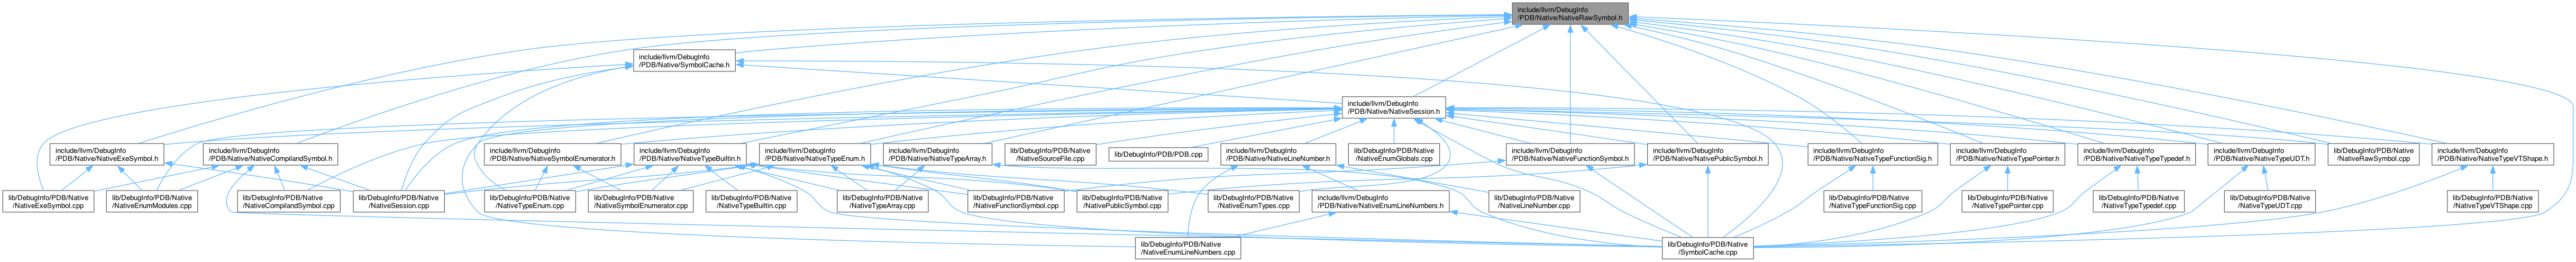 include/llvm/DebugInfo
/PDB/Native/NativeRawSymbol.h
include/llvm/DebugInfo
/PDB/Native/SymbolCache.h
include/llvm/DebugInfo
/PDB/Native/NativeSession.h
include/llvm/DebugInfo
/PDB/Native/NativeExeSymbol.h
include/llvm/DebugInfo
/PDB/Native/NativeCompilandSymbol.h
include/llvm/DebugInfo
/PDB/Native/NativeSymbolEnumerator.h
include/llvm/DebugInfo
/PDB/Native/NativeTypeBuiltin.h
include/llvm/DebugInfo
/PDB/Native/NativeTypeEnum.h
include/llvm/DebugInfo
/PDB/Native/NativeTypeArray.h
lib/DebugInfo/PDB/Native
/NativeSourceFile.cpp
lib/DebugInfo/PDB/PDB.cpp
include/llvm/DebugInfo
/PDB/Native/NativeLineNumber.h
lib/DebugInfo/PDB/Native
/NativeEnumGlobals.cpp
include/llvm/DebugInfo
/PDB/Native/NativeFunctionSymbol.h
include/llvm/DebugInfo
/PDB/Native/NativePublicSymbol.h
include/llvm/DebugInfo
/PDB/Native/NativeTypeFunctionSig.h
include/llvm/DebugInfo
/PDB/Native/NativeTypePointer.h
include/llvm/DebugInfo
/PDB/Native/NativeTypeTypedef.h
include/llvm/DebugInfo
/PDB/Native/NativeTypeUDT.h
lib/DebugInfo/PDB/Native
/NativeRawSymbol.cpp
include/llvm/DebugInfo
/PDB/Native/NativeTypeVTShape.h
lib/DebugInfo/PDB/Native
/NativeExeSymbol.cpp
lib/DebugInfo/PDB/Native
/NativeEnumModules.cpp
lib/DebugInfo/PDB/Native
/NativeCompilandSymbol.cpp
lib/DebugInfo/PDB/Native
/NativeSession.cpp
lib/DebugInfo/PDB/Native
/NativeTypeEnum.cpp
lib/DebugInfo/PDB/Native
/NativeSymbolEnumerator.cpp
lib/DebugInfo/PDB/Native
/NativeTypeBuiltin.cpp
lib/DebugInfo/PDB/Native
/NativeTypeArray.cpp
lib/DebugInfo/PDB/Native
/NativeFunctionSymbol.cpp
lib/DebugInfo/PDB/Native
/NativePublicSymbol.cpp
lib/DebugInfo/PDB/Native
/NativeEnumTypes.cpp
include/llvm/DebugInfo
/PDB/Native/NativeEnumLineNumbers.h
lib/DebugInfo/PDB/Native
/NativeLineNumber.cpp
lib/DebugInfo/PDB/Native
/NativeTypeFunctionSig.cpp
lib/DebugInfo/PDB/Native
/NativeTypePointer.cpp
lib/DebugInfo/PDB/Native
/NativeTypeTypedef.cpp
lib/DebugInfo/PDB/Native
/NativeTypeUDT.cpp
lib/DebugInfo/PDB/Native
/NativeTypeVTShape.cpp
lib/DebugInfo/PDB/Native
/NativeEnumLineNumbers.cpp
lib/DebugInfo/PDB/Native
/SymbolCache.cpp